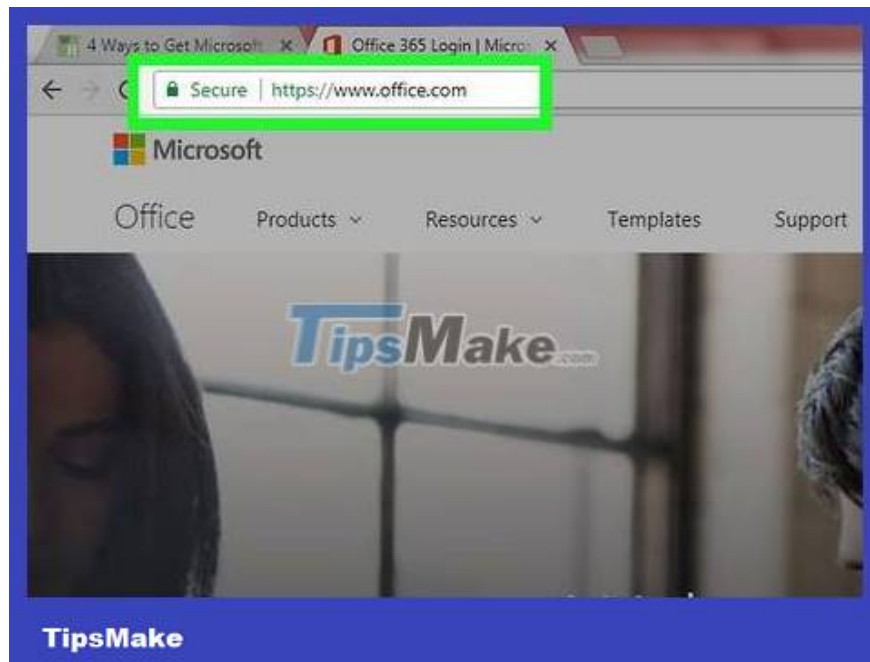 4 Ways to Get Microsoft
Office 365 Login | Micro
Secure | https://www.office.com
Microsoft
Office Products Resources Templates Support
TipsMake.com
TipsMake